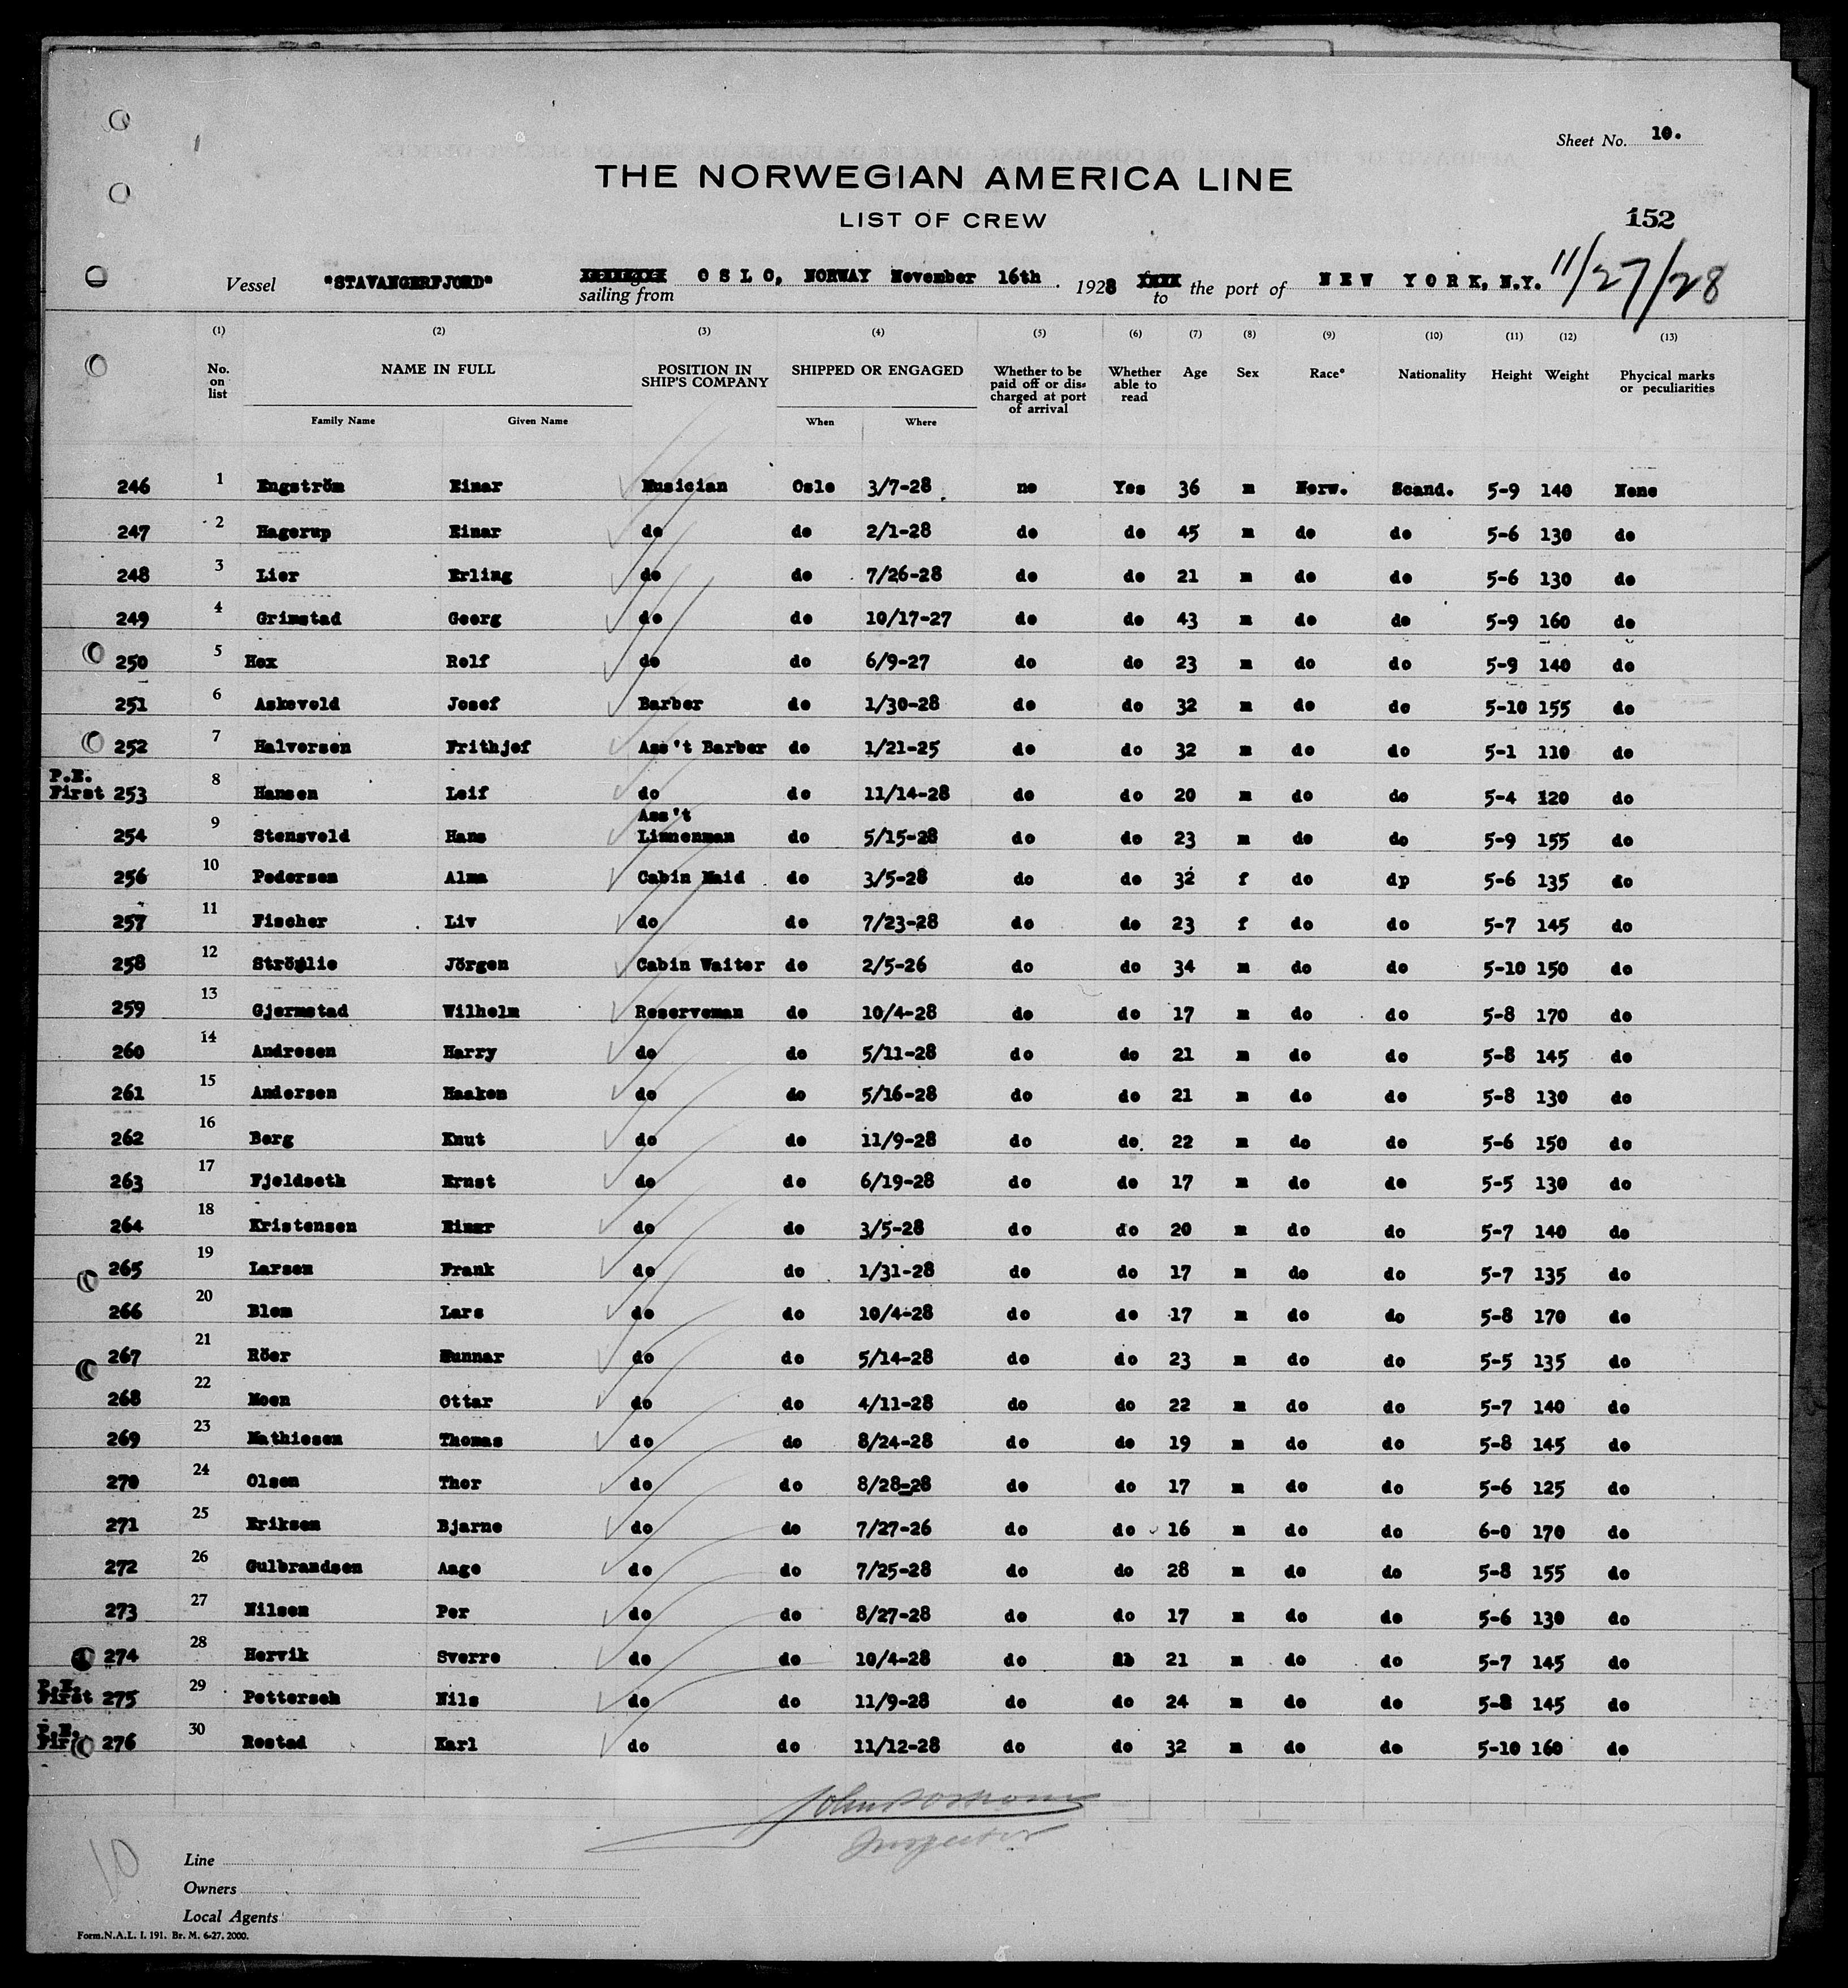 Sheet No. 10.
THE NORWEGIAN AMERICA LINE
LIST OF CREW
152
Vessel "STAVANGERFJORD" sailing from OSLO, NORWAY November 16th. 1928 to the port of NEW YORK, N.Y. 11/27/28
(1) (2) (3) (4) (5) (6) (7) (8) (9) (10) (11) (12) (13)
No. on list NAME IN FULL POSITION IN SHIP'S COMPANY SHIPPED OR ENGAGED Whether to be paid off or discharged at port of arrival Whether able to read Age Sex Race* Nationality Height Weight Phycical marks or peculiarities
Family Name Given Name When Where
246 1 Engström Einar Musician Oslo 3/7-28 no Yes 36 m Norw. Scand. 5-9 140 None
247 2 Hagerup Einar do do 2/1-28 do do 45 m do do 5-6 130 do
248 3 Lier Erling do do 7/26-28 do do 21 m do do 5-6 130 do
249 4 Grimstad Georg do do 10/17-27 do do 43 m do do 5-9 160 do
250 5 Hox Rolf do do 6/9-27 do do 23 m do do 5-9 140 do
251 6 Askevold Josef Barber do 1/30-28 do do 32 m do do 5-10 155 do
252 7 Halvorsen Frithjof Ass't Barber do 1/21-25 do do 32 m do do 5-1 110 do
P.E. First 253 8 Hansen Leif do do 11/14-28 do do 20 m do do 5-4 120 do
254 9 Stensvold Hans Ass't Linnenman do 5/15-28 do do 23 m do do 5-9 155 do
256 10 Pedersen Alma Cabin Maid do 3/5-28 do do 32 f do dp 5-6 135 do
257 11 Fischer Liv do do 7/23-28 do do 23 f do do 5-7 145 do
258 12 Jörgen Cabin Waiter do 2/5-26 do do 34 m do do 5-10 150 do
259 13 Gjermstad Wilhelm Reserveman do 10/4-28 do do 17 m do do 5-8 170 do
260 14 Andresen Harry do do 5/11-28 do do 21 m do do 5-8 145 do
261 15 Andersen Haakon do do 5/16-28 do do 21 m do do 5-8 130 do
262 16 Berg Knut do do 11/9-28 do do. 22 m do do 5-6 150 do
263 17 Fjeldseth Ernst do do 6/19-28 do do 17 m do do 5-5 130 do
264 18 Kristensen Einar do do 3/5-28 do do 20 m do do 5-7 140 do
265 19 Larsen Frank do do 1/31-28 do do 17 m do do 5-7 135 do
266 20 Blom Lars do do 10/4-28 do do 17 m do do 5-8 170 do
267 21 Röer Gunnar do do 5/14-28 do do 23 m do do 5-5 135 do
268 22 Moen Ottar do do 4/11-28 do do 22 m do do 5-7 140 do
269 23 Mathiesen Thomas do do 8/24-28 do do 19 m do do 5-8 145 do
270 24 Olsen Thor do do 8/28-28 do do 17 m do do 5-6 125 do
271 25 Eriksen Bjarne do do 7/27-26 do do 16 m do do 6-0 170 do
272 26 Gulbrandsen Aage do do 7/25-28 do do 28 m do do 5-8 155 do
273 27 Nilsen Per do do 8/27-28 do do 17 m do do 5-6 130 do
274 28 Hervik Sverre do do 10/4-28 do 21 m do do 5-7 145 do
P.E. First 275 29 Pettersen Nils do do 11/9-28 do do 24 m do do 5-8 145 do
P.E. 276 30 Rostad Karl do do 11/12-28 do do 32 m do do 5-10 160 do
Inspector
10
Line
Owners
Local Agents
Form.N.A.L. I. 191. Br. M. 6-27. 2000.